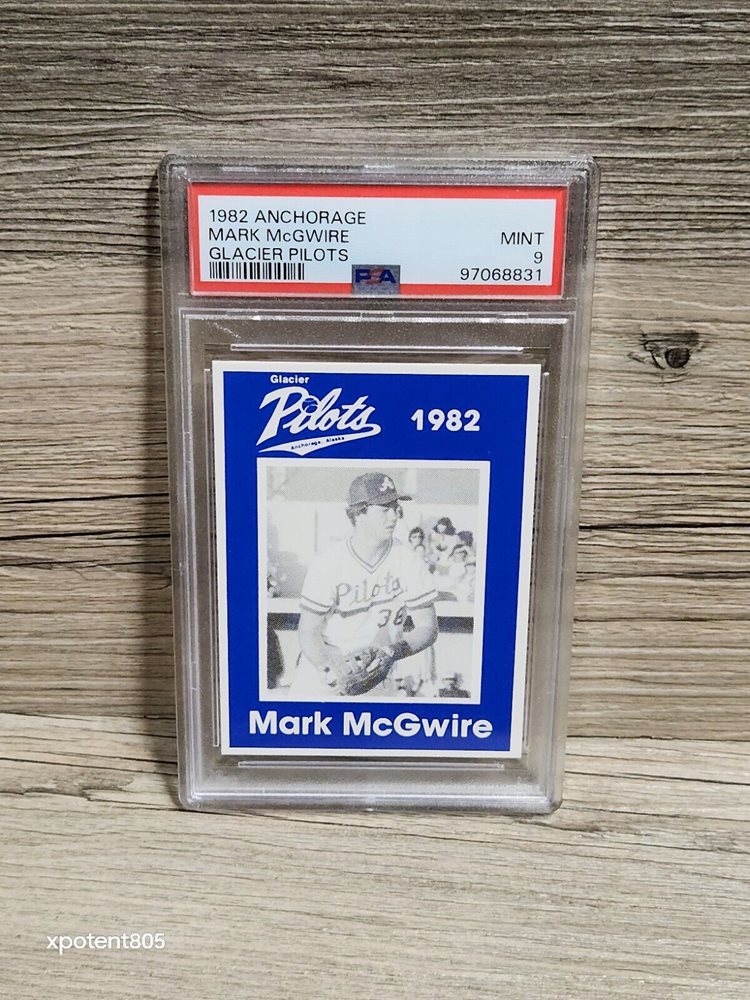 1982 ANCHORAGE
MARK McGWIRE
GLACIER PILOTS
MINT
9
97068831
PSA
Glacier
Pilots
Anchorage, Alaska
1982
A
Pilots
38
Mark McGwire
xpotent805